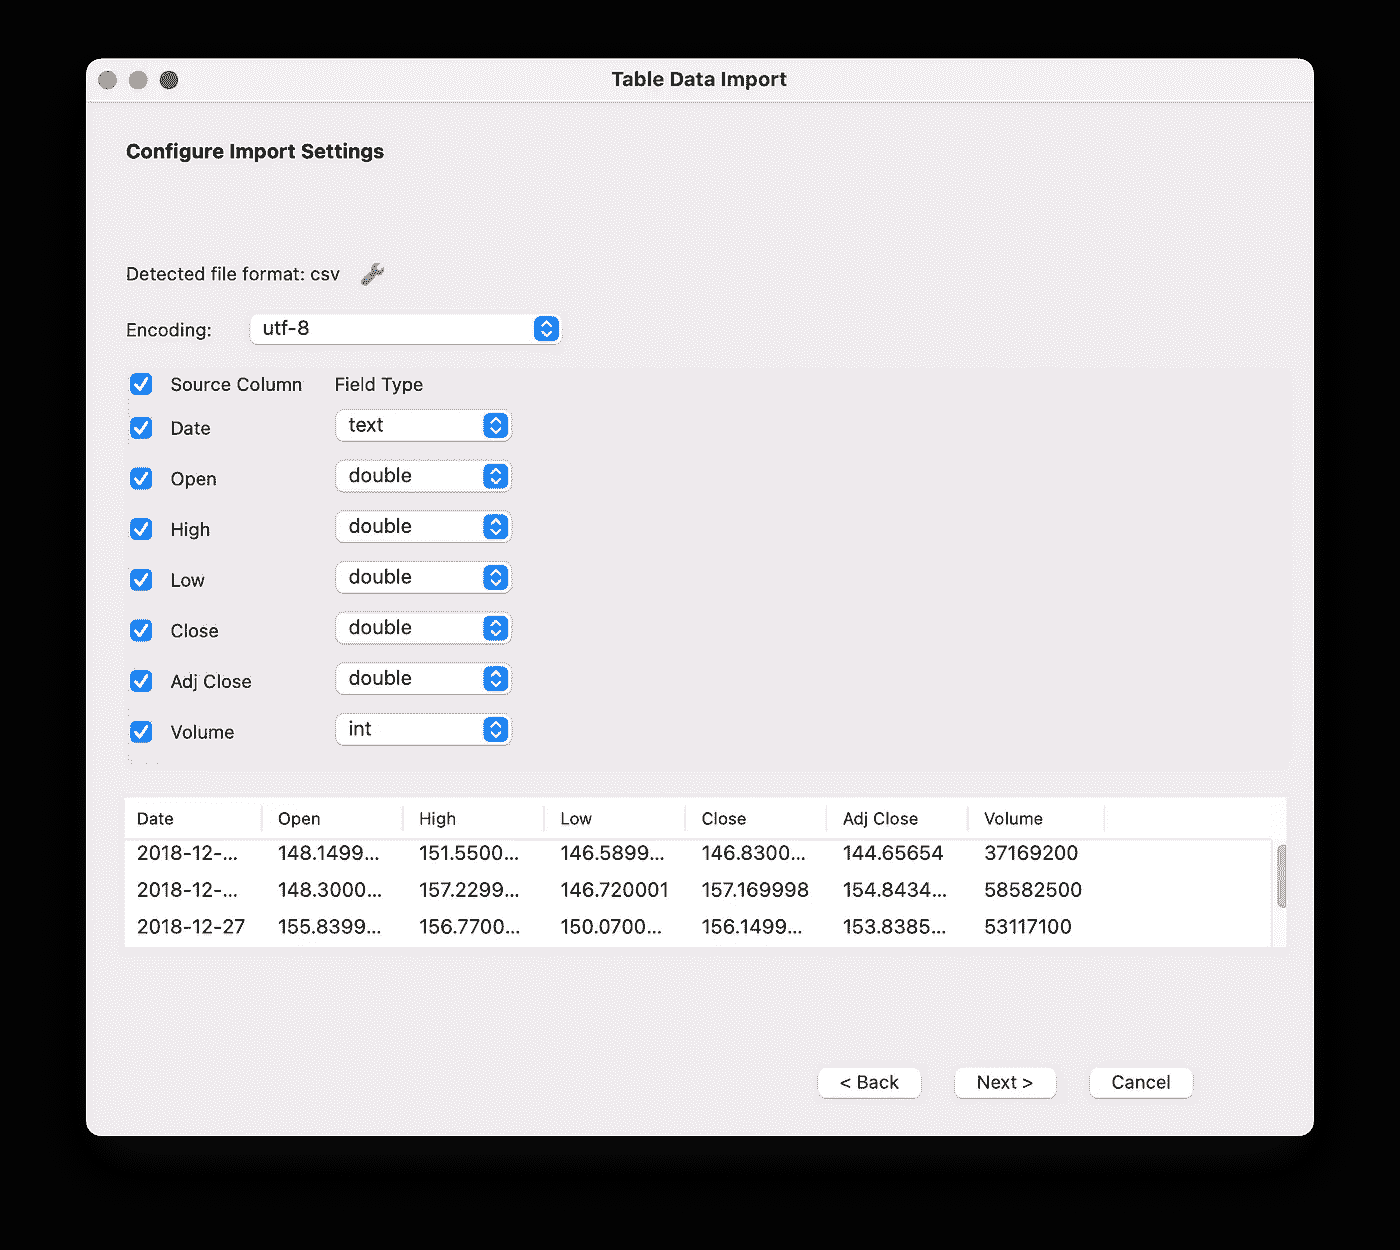 Table Data Import
Configure Import Settings
Detected file format: csv
Encoding: utf-8
Source Column Field Type
Date text
Open double
High double
Low double
Close double
Adj Close double
Volume int
Date Open High Low Close Adj Close Volume
2018-12-... 148.1499... 151.5500... 146.5899... 146.8300... 144.65654 37169200
2018-12-... 148.3000... 157.2299... 146.720001 157.169998 154.8434... 58582500
2018-12-27 155.8399... 156.7700... 150.0700... 156.1499... 153.8385... 53117100
< Back Next > Cancel